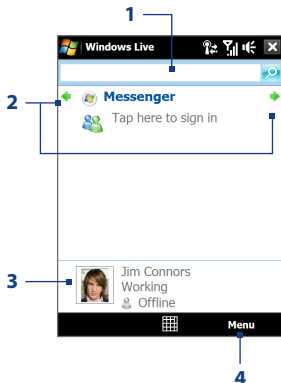 1
Windows Live
2
Messenger
Tap here to sign in
3
Jim Connors
Working
Offline
Menu
4